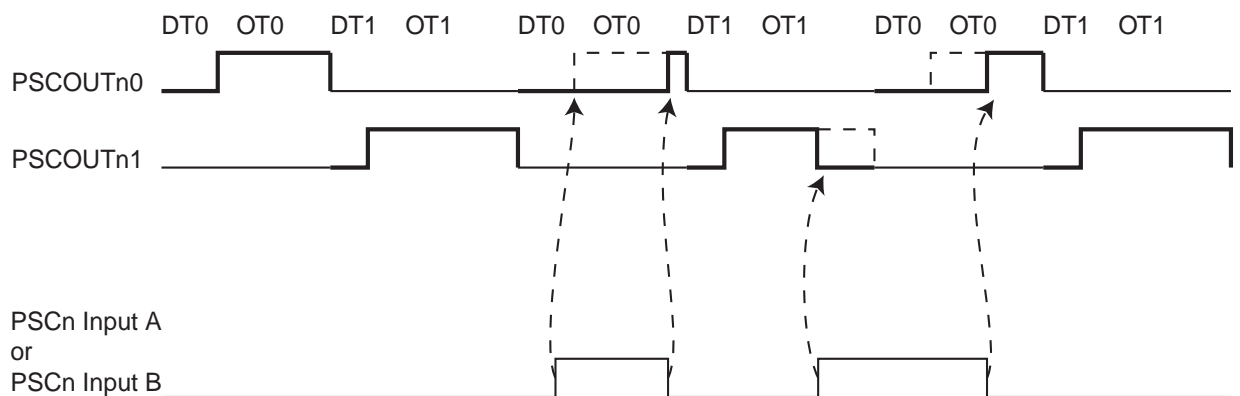 DT0 OT0 DT1 OT1 DT0 OT0 DT1 OT1 DT0 OT0 DT1 OT1
PSCOUTn0
PSCOUTn1
PSCn Input A
or
PSCn Input B